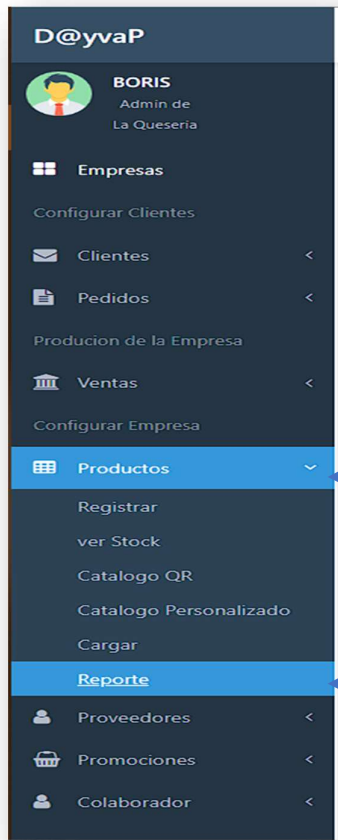 D@yvaP
BORIS
Admin de
La Queseria
Empresas
Configurar Clientes
Clientes
Pedidos
Producion de la Empresa
Ventas
Configurar Empresa
Productos
Registrar
ver Stock
Catalogo QR
Catalogo Personalizado
Cargar
Reporte
Proveedores
Promociones
Colaborador